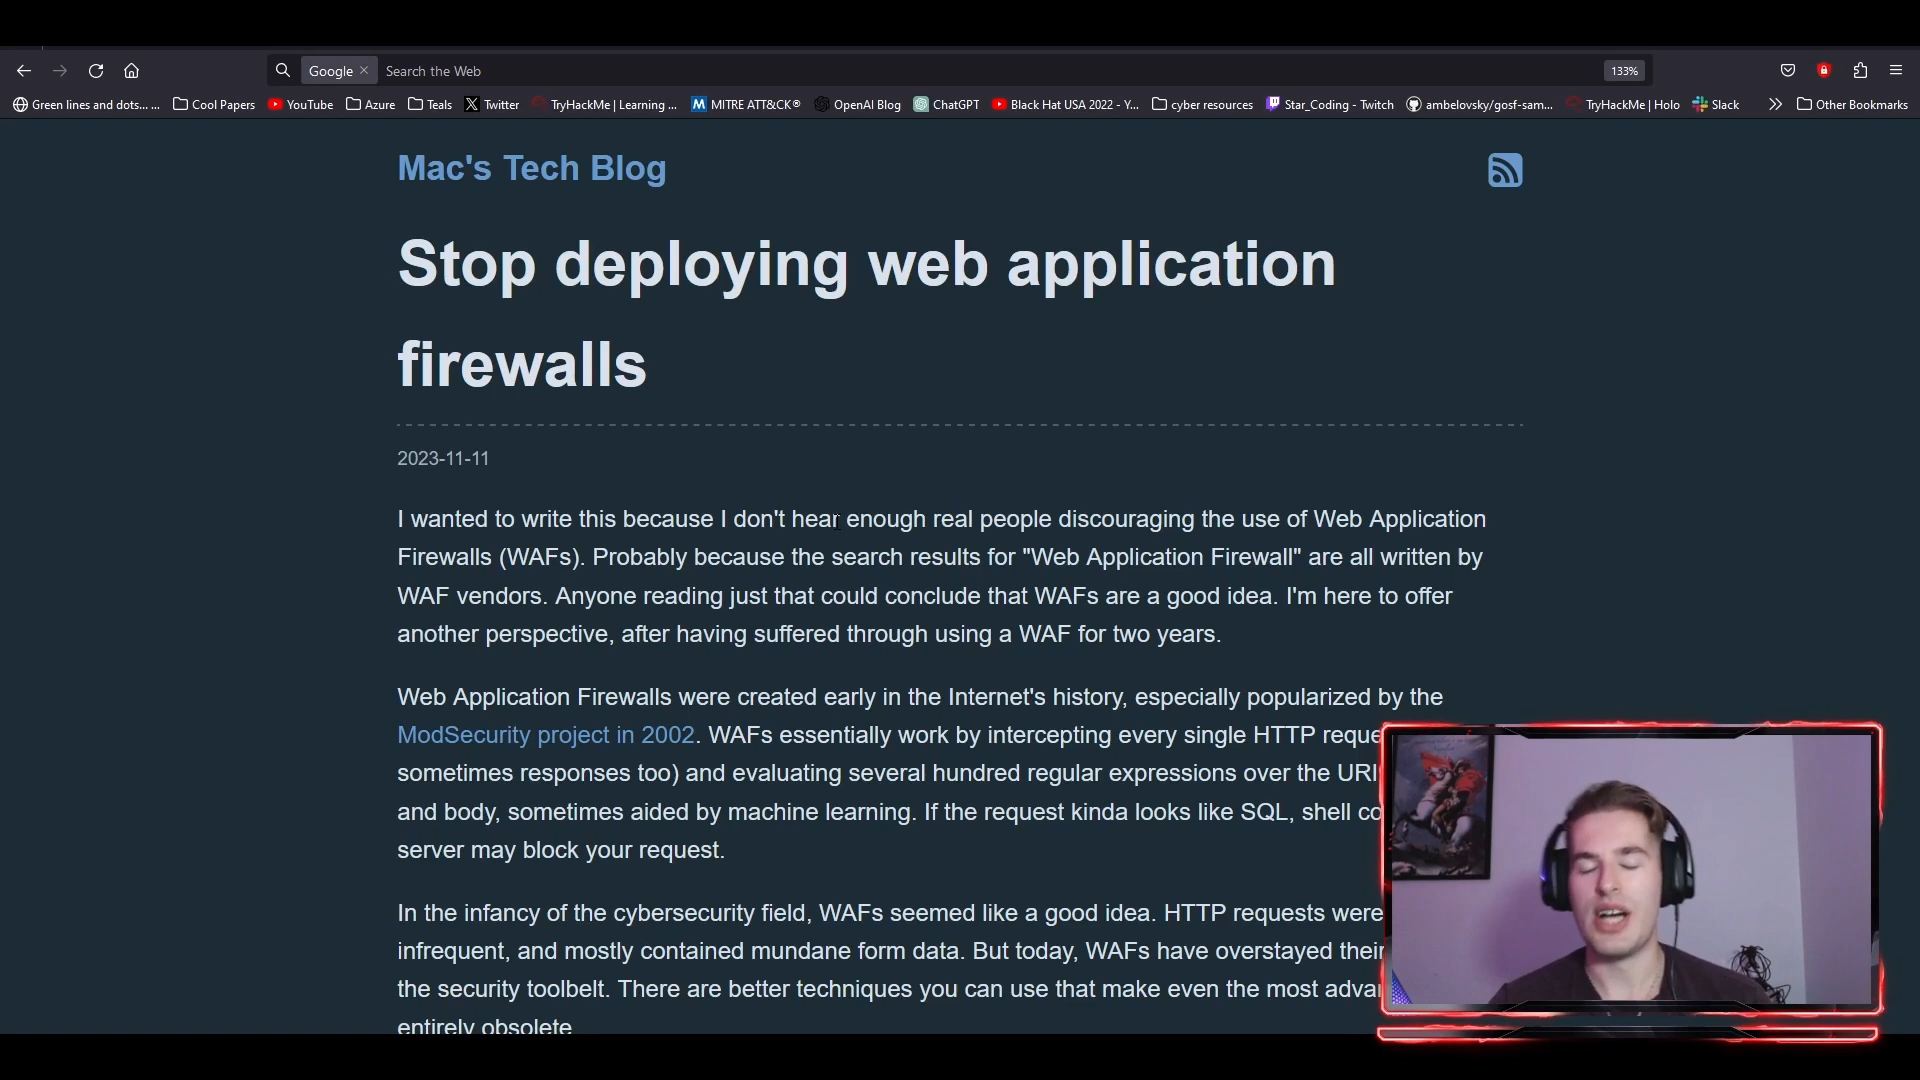 Google
Search the Web
133%
Green lines and dots... ...
Cool Papers
YouTube
Azure
Teals
Twitter
TryHackMe | Learning ...
MITRE ATT&CK®
OpenAI Blog
ChatGPT
Black Hat USA 2022 - Y...
cyber resources
Star_Coding - Twitch
ambelovsky/gosf-sam...
TryHackMe | Holo
Slack
Other Bookmarks
Mac's Tech Blog
Stop deploying web application
firewalls
2023-11-11
I wanted to write this because I don't hear enough real people discouraging the use of Web Application
Firewalls (WAFs). Probably because the search results for "Web Application Firewall" are all written by
WAF vendors. Anyone reading just that could conclude that WAFs are a good idea. I'm here to offer
another perspective, after having suffered through using a WAF for two years.
Web Application Firewalls were created early in the Internet's history, especially popularized by the
ModSecurity project in 2002. WAFs essentially work by intercepting every single HTTP
sometimes responses too) and evaluating several hundred regular expressions over the
and body, sometimes aided by machine learning. If the request kinda looks like SQL, shell
server may block your request.
In the infancy of the cybersecurity field, WAFs seemed like a good idea. HTTP requests were
infrequent, and mostly contained mundane form data. But today, WAFs have overstayed their
the security toolbelt. There are better techniques you can use that make even the most
entirely obsolete